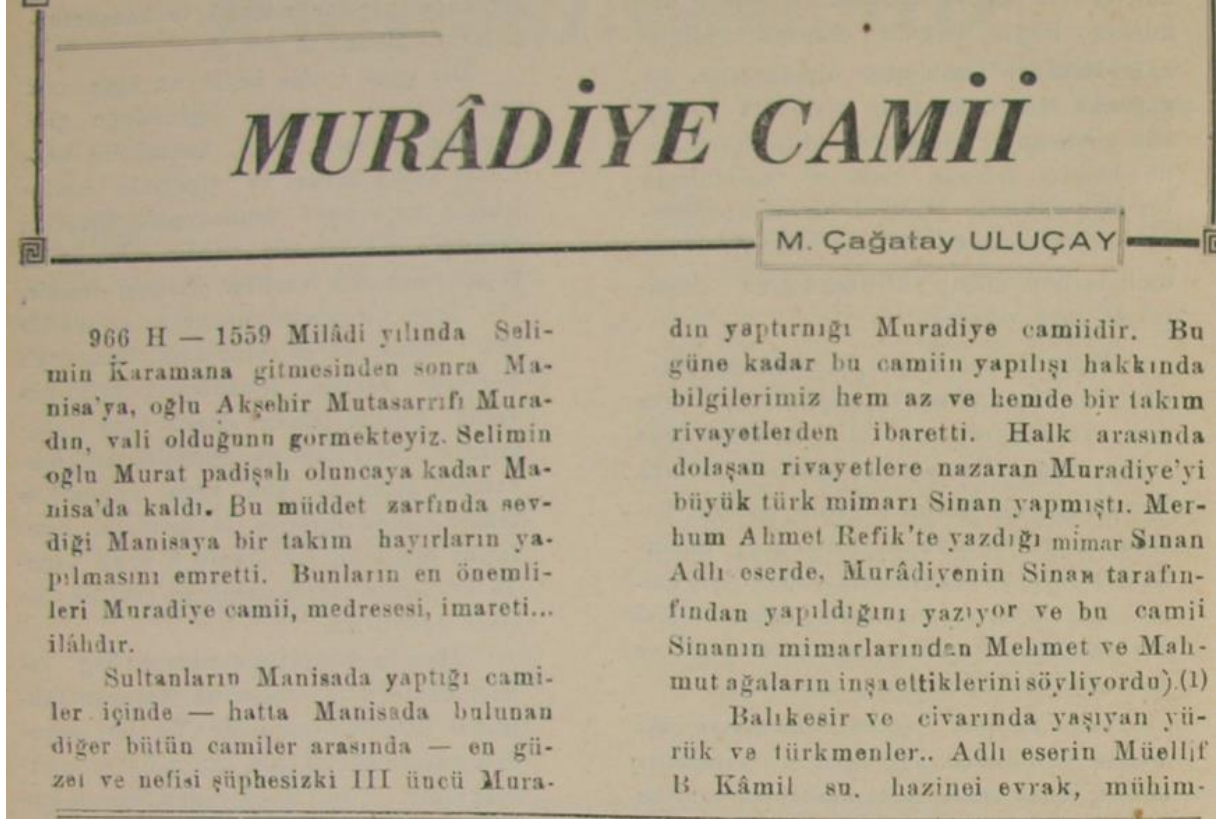 MURÂDİYE CAMİİ
M. Çağatay ULUÇAY
966 H — 1559 Milâdi yılında Seli-
min Karamana gitmesinden sonra Ma-
nisa'ya, oğlu Akşehir Mutasarrıfı Mura-
dın, vali olduğunu gormekteyiz. Selimin
oğlu Murat padişah oluncaya kadar Ma-
nisa'da kaldı. Bu müddet zarfında sev-
diği Manisaya bir takım hayırların ya-
pılmasını emretti. Bunların en önemli-
leri Muradiye camii, medresesi, imareti...
ilâhdır.
Sultanların Manisada yaptığı cami-
ler içinde — hatta Manisada bulunan
diğer bütün camiler arasında — en gü-
zel ve nefisi şüphesizki III üncü Mura-
dın yaptırnığı Muradiye camiidir. Bu
güne kadar bu camiin yapılışı hakkında
bilgilerimiz hem az ve hemde bir takım
rivayetlerden ibaretti. Halk arasında
dolaşan rivayetlere nazaran Muradiye'yi
büyük türk mimarı Sinan yapmıştı. Mer-
hum Ahmet Refik'te yazdığı mimar Sınan
Adlı eserde, Murâdiyenin Sinan tarafın-
fından yapıldığını yazıyor ve bu camii
Sinanın mimarlarından Mehmet ve Mah-
mut ağaların inşa ettiklerini söyliyordu).(1)
Balıkesir ve civarında yaşıyan yü-
rük ve türkmenler.. Adlı eserin Müellif
B Kâmil su. hazinei evrak, mühim-